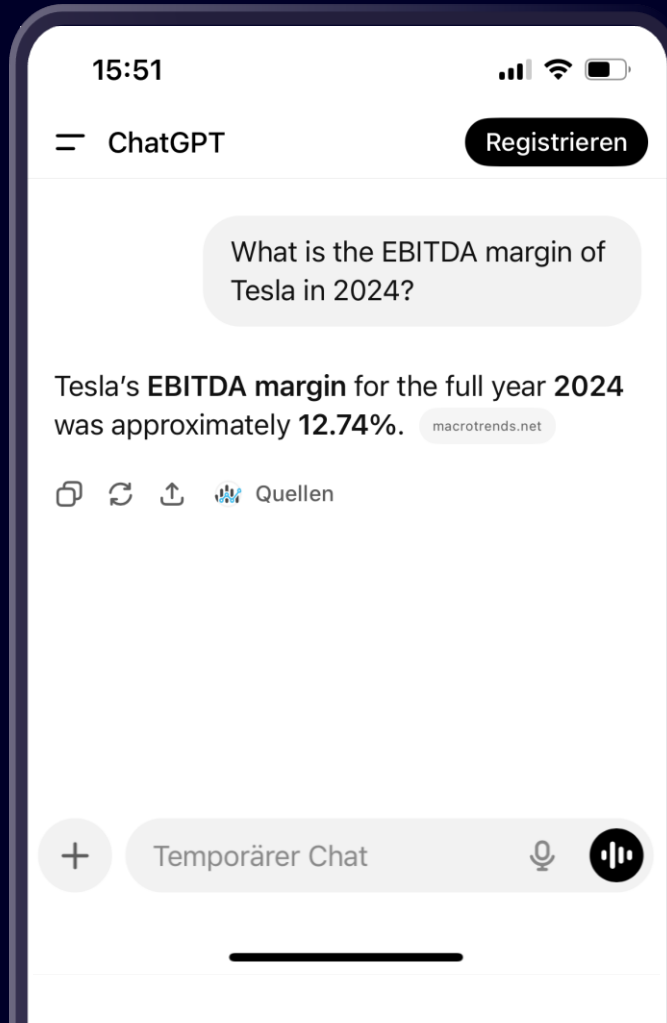 15:51
ChatGPT
Registrieren
What is the EBITDA margin of
Tesla in 2024?
Tesla's EBITDA margin for the full year 2024
was approximately 12.74%. macrotrends.net
Quellen
Temporärer Chat